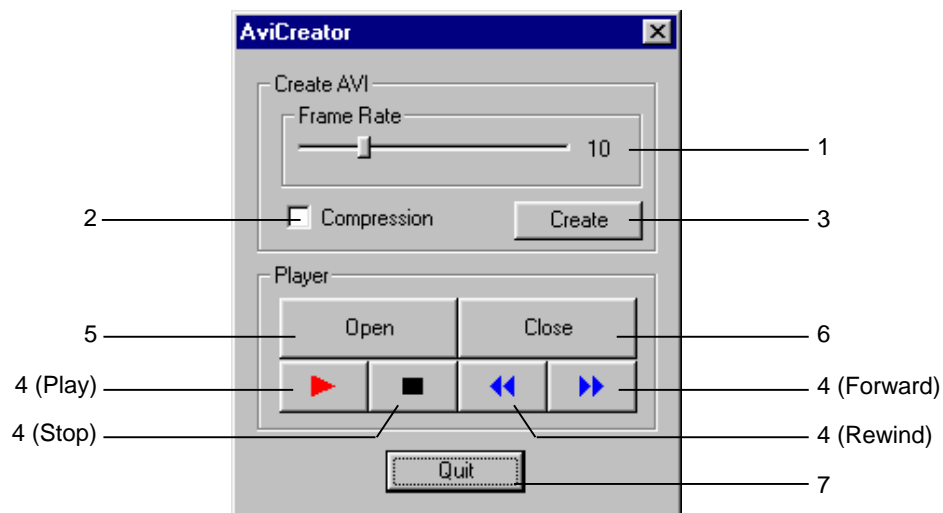 AviCreator
Create AVI
Frame Rate
10
1
2
Compression
Create
3
Player
5
Open
Close
6
4 (Play)
4 (Forward)
4 (Stop)
4 (Rewind)
Quit
7